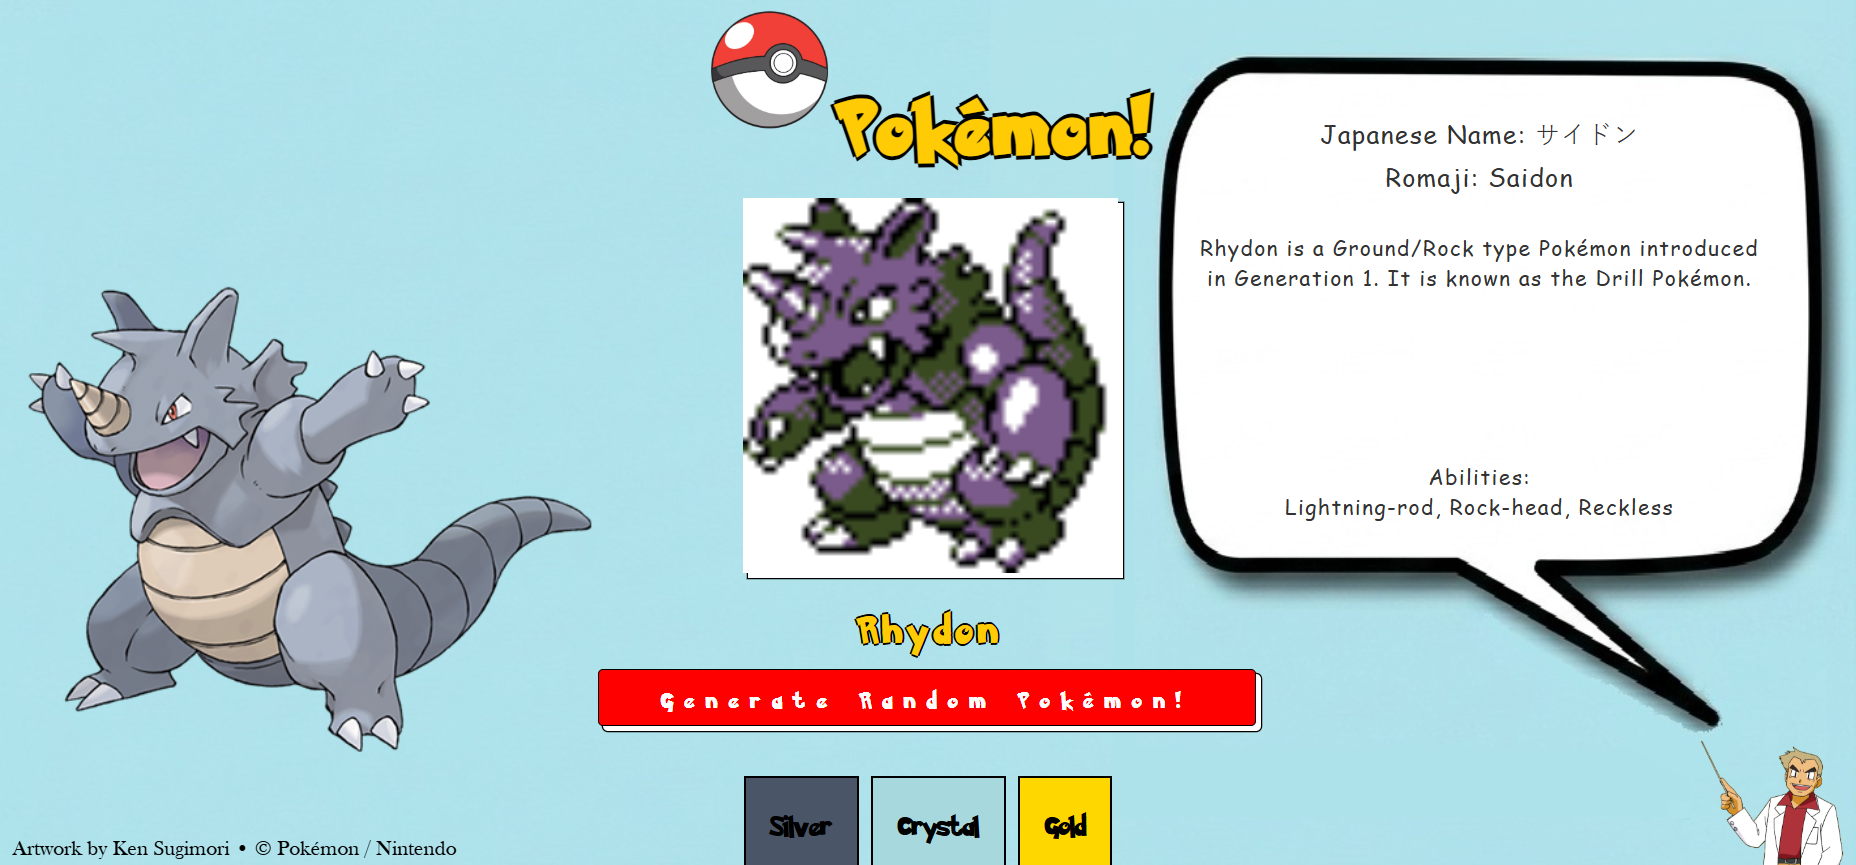 Pokémon!
Japanese Name: サイドン
Romaji: Saidon
Rhydon is a Ground/Rock type Pokémon introduced
in Generation 1. It is known as the Drill Pokémon.
Abilities:
Lightning-rod, Rock-head, Reckless
Rhydon
Generate Random Pokémon!
Silver
Crystal
Gold
Artwork by Ken Sugimori • © Pokémon / Nintendo